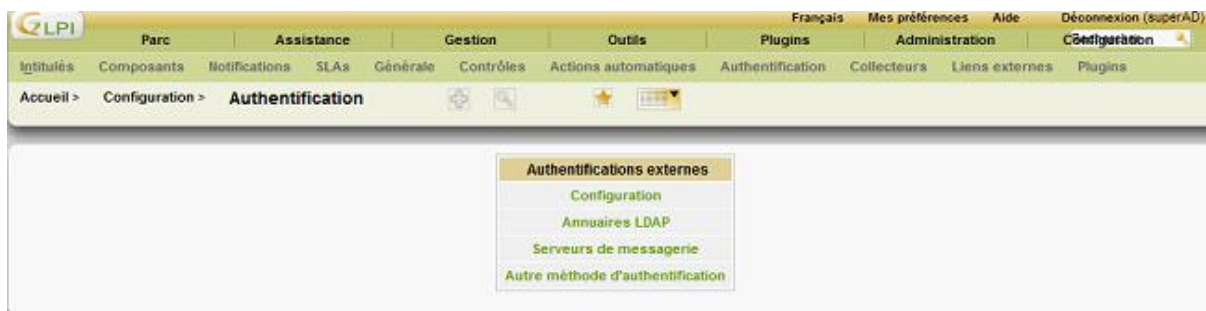 GLPI
Français Mes préférences Aide Déconnexion (superAD)
Parc Assistance Gestion Outils Plugins Administration Configuration
Intitulés Composants Notifications SLAs Générale Contrôles Actions automatiques Authentification Collecteurs Liens externes Plugins
Accueil > Configuration > Authentification
Authentifications externes
Configuration
Annuaires LDAP
Serveurs de messagerie
Autre méthode d'authentification